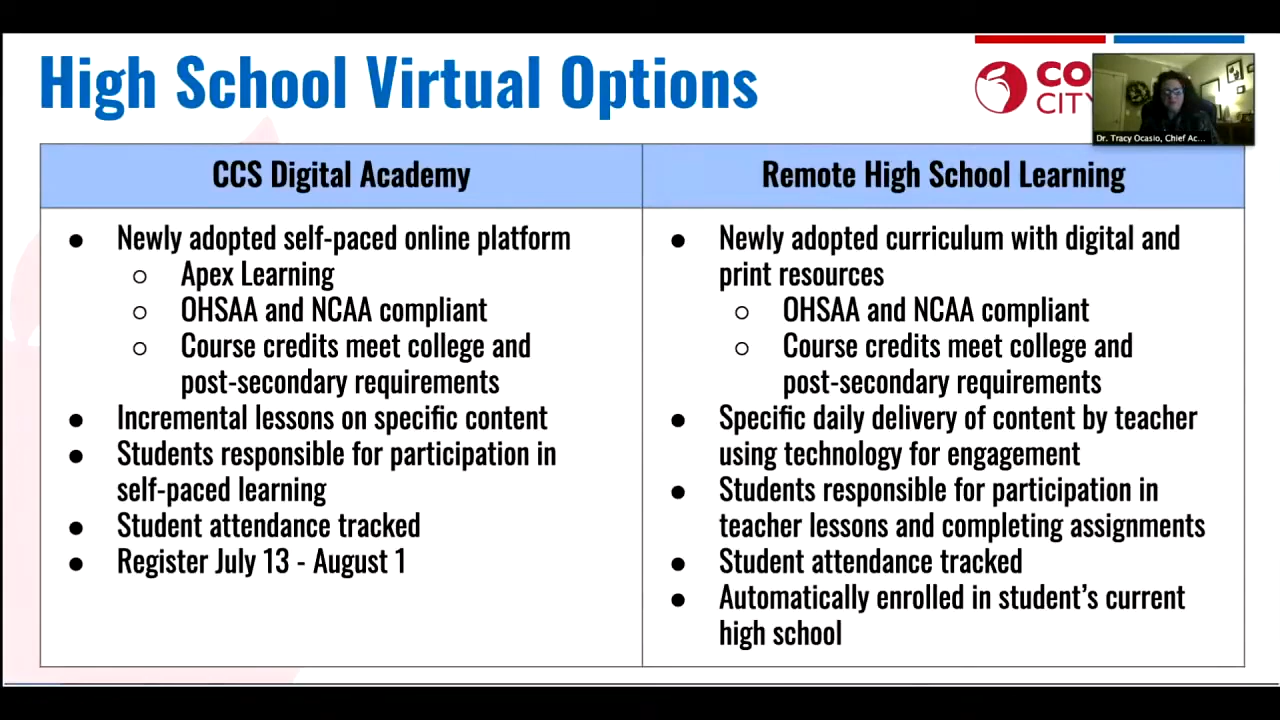 High School Virtual Options
CO
CITY
Dr. Tracy Ocasio, Chief Ac...
CCS Digital Academy
● Newly adopted self-paced online platform
○ Apex Learning
○ OHSAA and NCAA compliant
○ Course credits meet college and
post-secondary requirements
● Incremental lessons on specific content
● Students responsible for participation in
self-paced learning
● Student attendance tracked
● Register July 13 - August 1
Remote High School Learning
● Newly adopted curriculum with digital and
print resources
○ OHSAA and NCAA compliant
○ Course credits meet college and
post-secondary requirements
● Specific daily delivery of content by teacher
using technology for engagement
● Students responsible for participation in
teacher lessons and completing assignments
● Student attendance tracked
● Automatically enrolled in student's current
high school